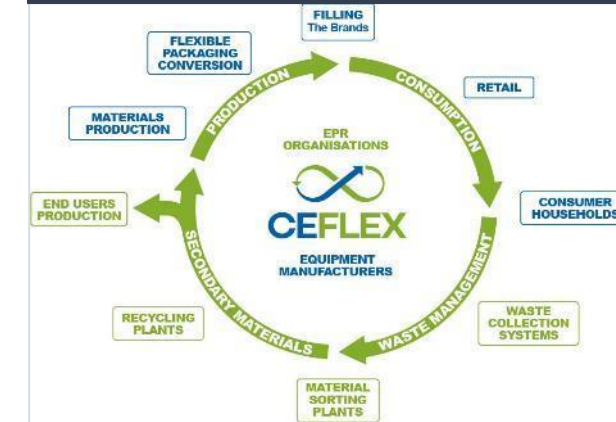 FILLING
The Brands
FLEXIBLE
PACKAGING
CONVERSION
PRODUCTION
CONSUMPTION
RETAIL
MATERIALS
PRODUCTION
EPR
ORGANISATIONS
END USERS
PRODUCTION
CEFLEX
CONSUMER
HOUSEHOLDS
EQUIPMENT
MANUFACTURERS
SECONDARY MATERIALS
WASTE MANAGEMENT
RECYCLING
PLANTS
WASTE
COLLECTION
SYSTEMS
MATERIAL
SORTING
PLANTS